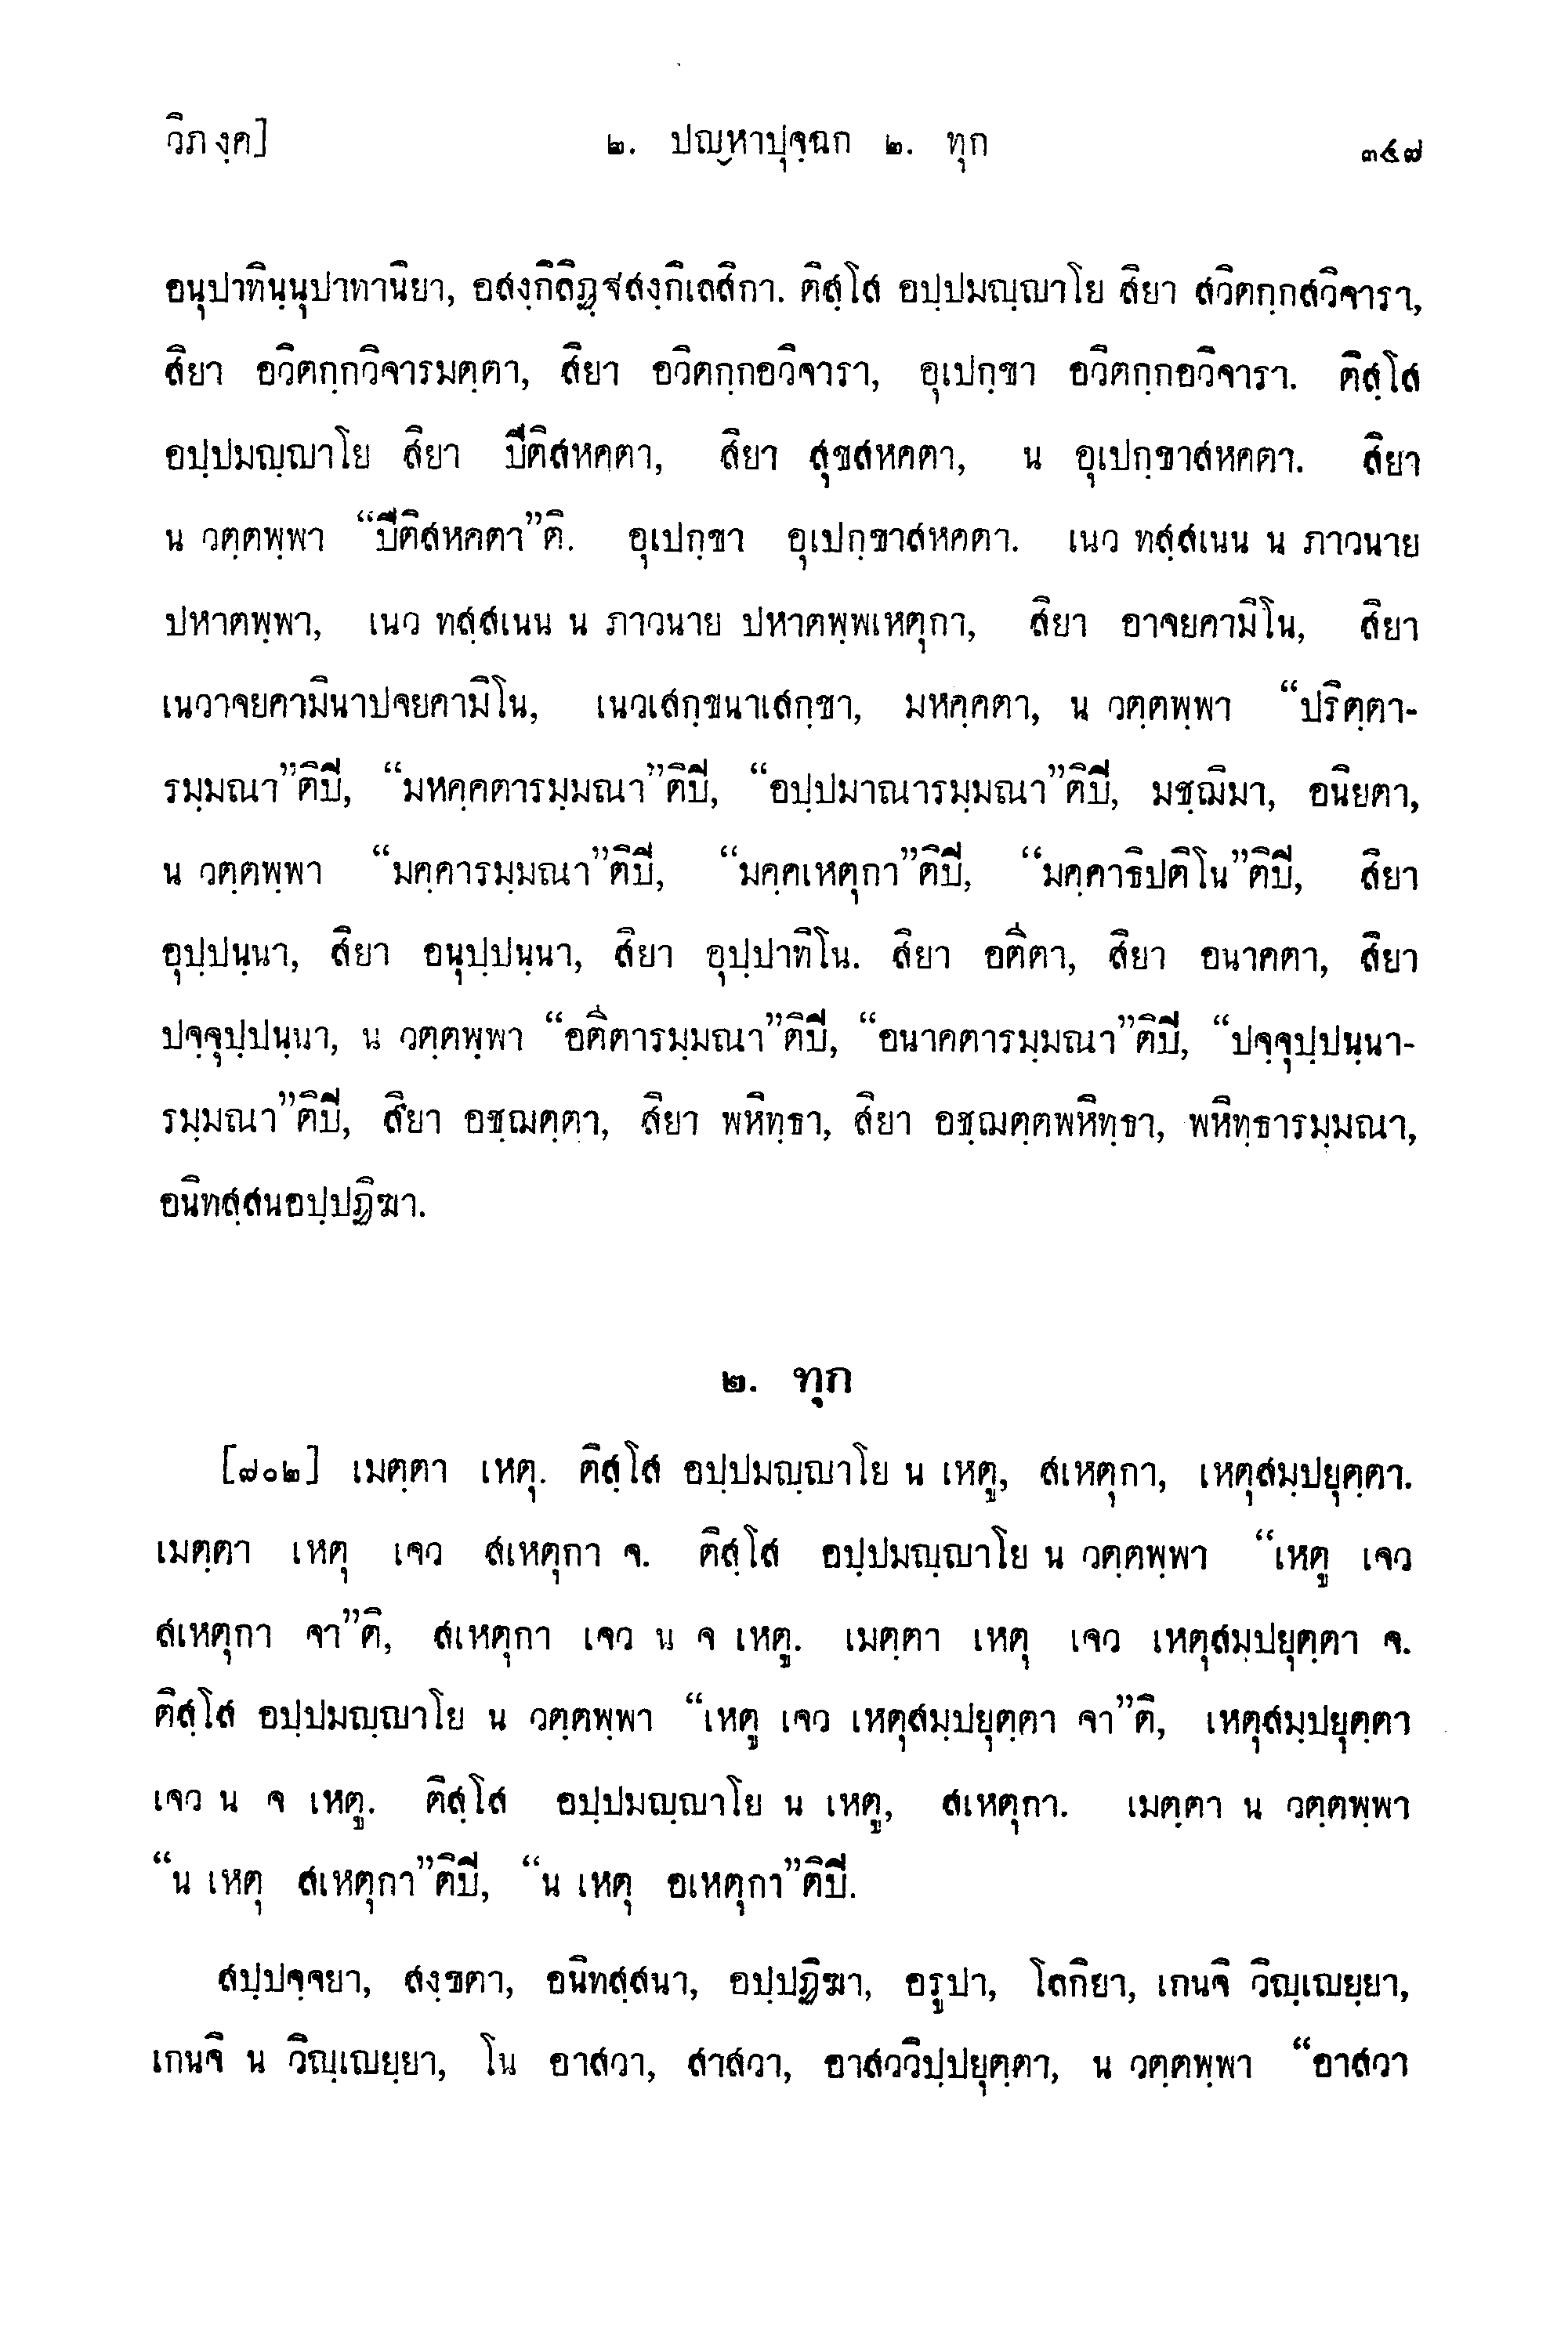 วิภงฺค]	๒. ปญฺหาปุจฺฉก ๒. ทุก	๓๔๗
อนุปาทินฺนุปาทานิยา, อสงฺกิลิฏฺฐสงฺกิเลสิกา. ติสฺโส อปฺปมญฺญาโย สิยา สวิตกฺกสวิจารา,
สิยา อวิตกฺกวิจารมตฺตา, สิยา อวิตกฺกอวิจารา, อุเปกฺขา อวิตกฺกอวิจารา. ติสฺโส
อปฺปมญฺญาโย สิยา ปีติสหคตา, สิยา สุขสหคตา, น อุเปกฺขาสหคตา. สิยา
น วตฺตพฺพา “ปีติสหคตา”ติ. อุเปกฺขา อุเปกฺขาสหคตา. เนว ทสฺสเนน น ภาวนาย
ปหาตพฺพา, เนว ทสฺสเนน น ภาวนาย ปหาตพฺพเหตุกา, สิยา อาจยคามิโน, สิยา
เนวาจยคามินาปจยคามิโน, เนวเสกฺขนาเสกฺขา, มหคฺคตา, น วตฺตพฺพา “ปริตฺตา-
รมฺมณา”ติปี, “มหคฺคตารมฺมณา”ติปี, “อปฺปมาณารมฺมณา”ติปี, มชฺฌิมา, อนิยตา,
น วตฺตพฺพา “มคฺคารมฺมณา”ติปี, “มคฺคเหตุกา”ติปี, “มคฺคาธิปติโน”ติปี, สิยา
อุปฺปนฺนา, สิยา อนุปฺปนฺนา, สิยา อุปฺปาทิโน. สิยา อตีตา, สิยา อนาคตา, สิยา
ปจฺจุปฺปนฺนา, น วตฺตพฺพา “อตีตารมฺมณา”ติปี, “อนาคตารมฺมณา”ติปี, “ปจฺจุปฺปนฺนา-
รมฺมณา”ติปี, สิยา อชฺฌตฺตา, สิยา พหิทฺธา, สิยา อชฺฌตฺตพหิทฺธา, พหิทฺธารมฺมณา,
อนิทสฺสนอปฺปฏิฆา.
๒. ทุก
[๗๐๒] เมตฺตา เหตุ. ติสฺโส อปฺปมญฺญาโย น เหตู, สเหตุกา, เหตุสมฺปยุตฺตา.
เมตฺตา เหตุ เจว สเหตุกา จ. ติสฺโส อปฺปมญฺญาโย น วตฺตพฺพา “เหตู เจว
สเหตุกา จา”ติ, สเหตุกา เจว น จ เหตู. เมตฺตา เหตุ เจว เหตุสมฺปยุตฺตา จ.
ติสฺโส อปฺปมญฺญาโย น วตฺตพฺพา “เหตู เจว เหตุสมฺปยุตฺตา จา”ติ, เหตุสมฺปยุตฺตา
เจว น จ เหตู. ติสฺโส อปฺปมญฺญาโย น เหตู, สเหตุกา. เมตฺตา น วตฺตพฺพา
“น เหตุ สเหตุกา”ติปี, “น เหตุ อเหตุกา”ติปี.
สปฺปจฺจยา, สงฺขตา, อนิทสฺสนา, อปฺปฏิฆา, อรูปา, โลกิยา, เกนจิ วิญฺเญยฺยา,
เกนจิ น วิญฺเญยฺยา, โน อาสวา, สาสวา, อาสววิปฺปยุตฺตา, น วตฺตพฺพา “อาสวา